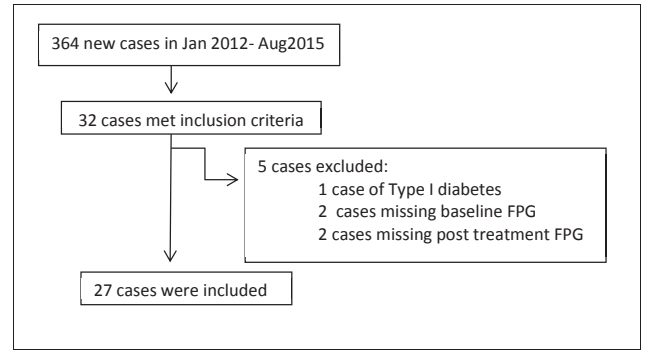 364 new cases in Jan 2012- Aug2015
32 cases met inclusion criteria
5 cases excluded:
1 case of Type I diabetes
2 cases missing baseline FPG
2 cases missing post treatment FPG
27 cases were included